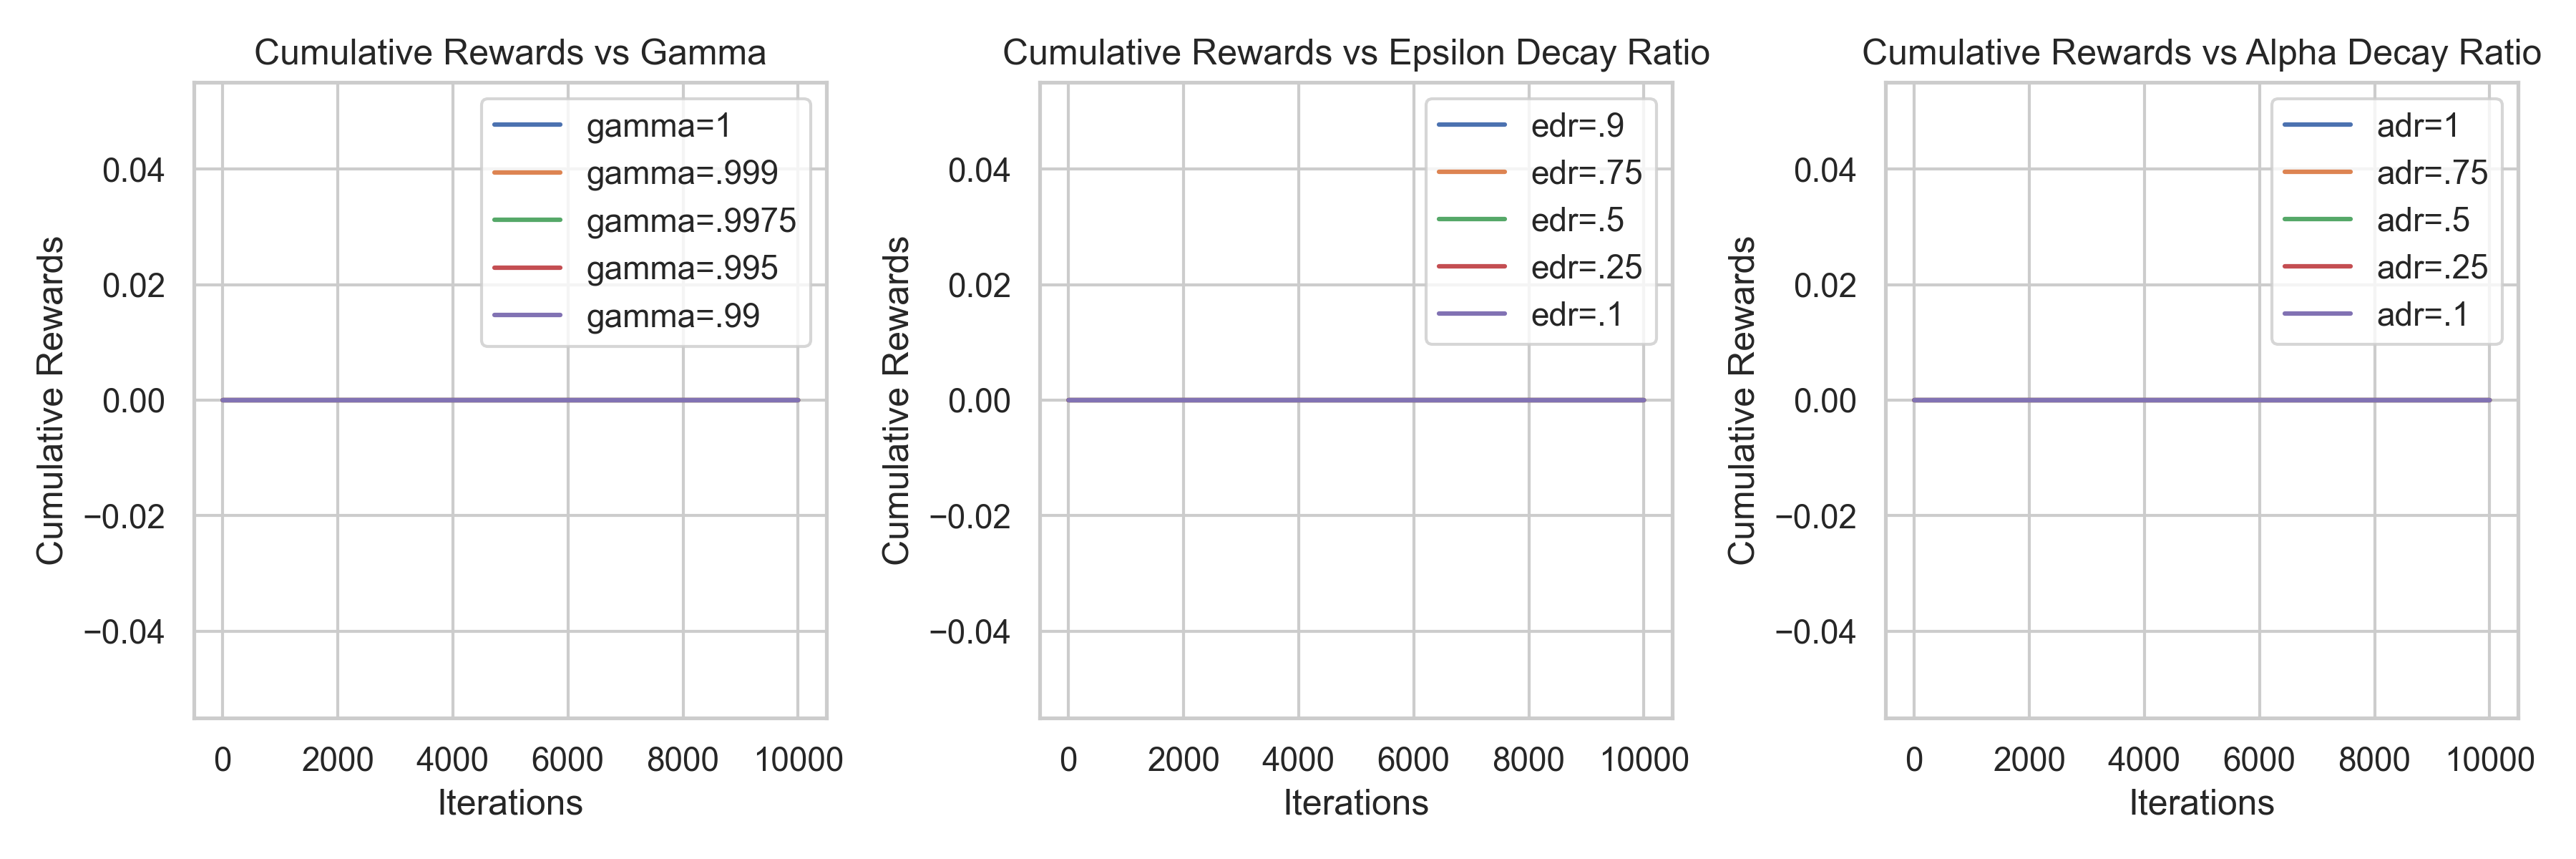 Cumulative Rewards vs Gamma
Cumulative Rewards
0.04
0.02
0.00
−0.02
−0.04
gamma=1
gamma=.999
gamma=.9975
gamma=.995
gamma=.99
0 2000 4000 6000 8000 10000
Iterations
Cumulative Rewards vs Epsilon Decay Ratio
Cumulative Rewards
0.04
0.02
0.00
−0.02
−0.04
edr=.9
edr=.75
edr=.5
edr=.25
edr=.1
0 2000 4000 6000 8000 10000
Iterations
Cumulative Rewards vs Alpha Decay Ratio
Cumulative Rewards
0.04
0.02
0.00
−0.02
−0.04
adr=1
adr=.75
adr=.5
adr=.25
adr=.1
0 2000 4000 6000 8000 10000
Iterations